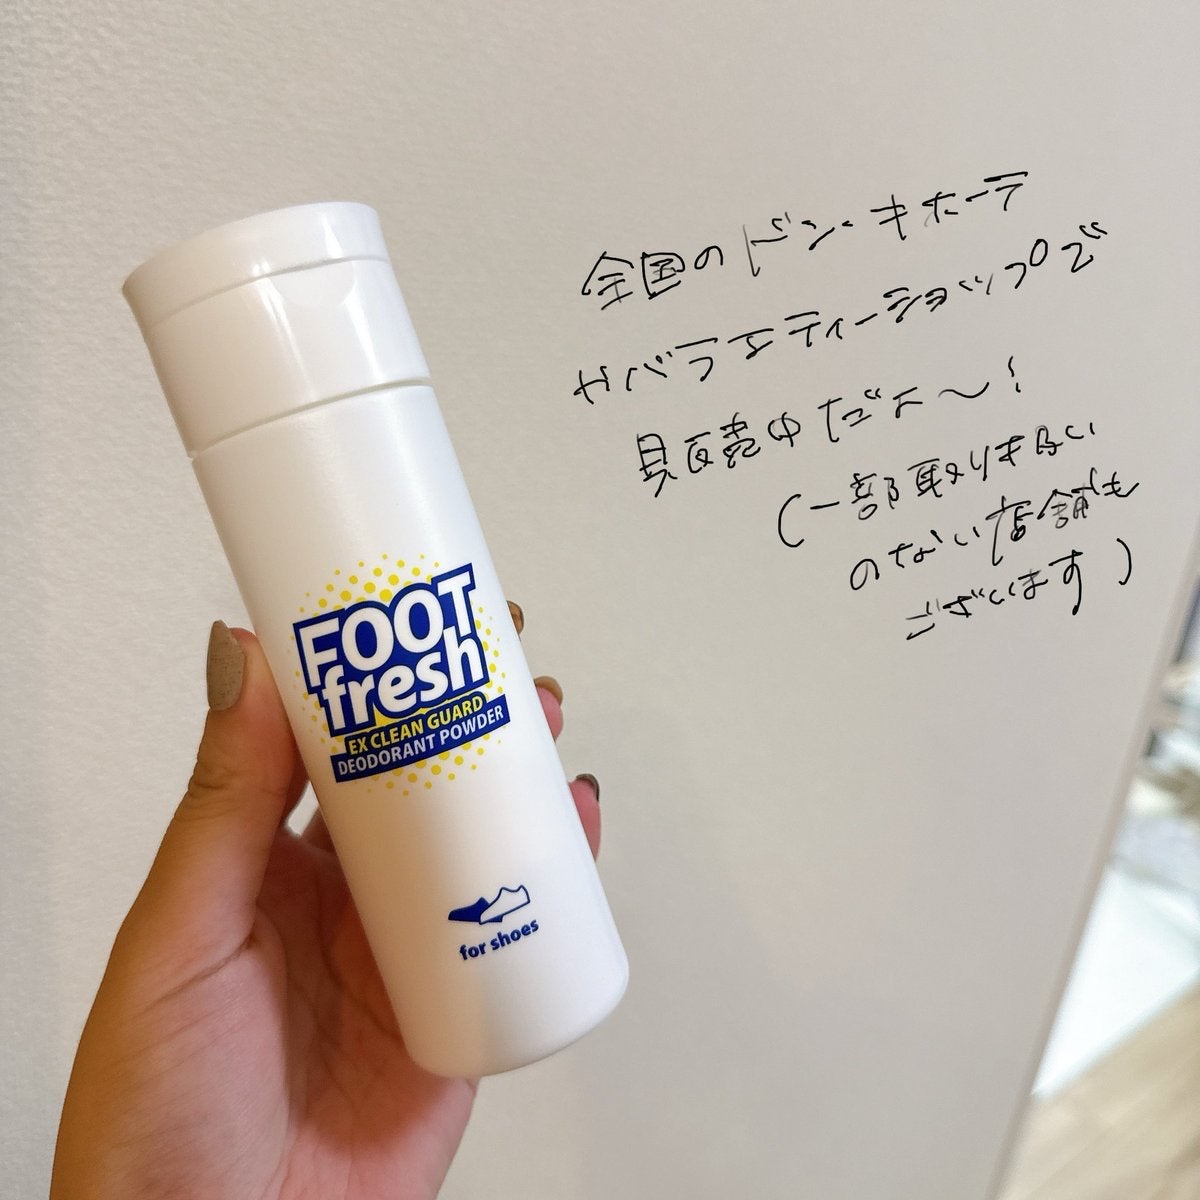 全国のドン・キホーテ
やバラエティーショップで
販売中だよ〜!
(一部取り扱い
のない店舗も
ございます)
FOOT
fresh
EX CLEAN GUARD
DEODORANT POWDER
for shoes